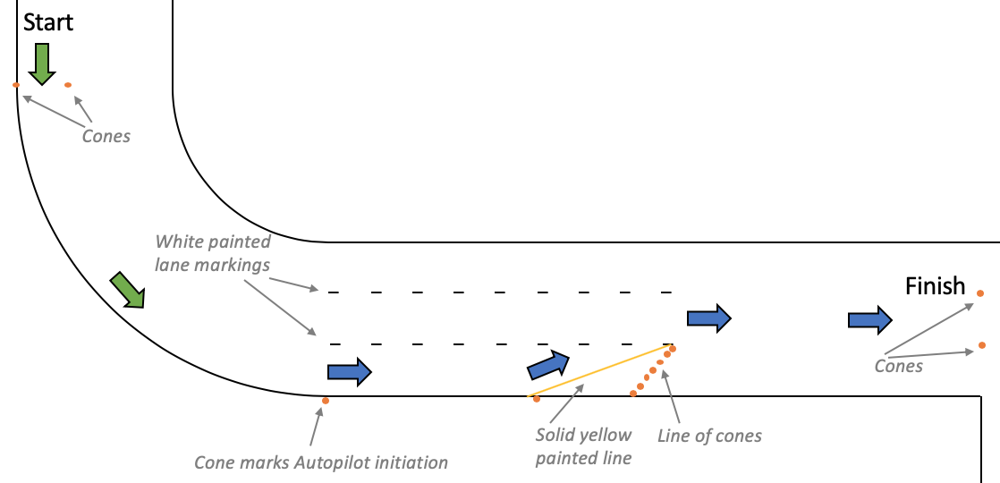 Start
Cones
White painted
lane markings
Finish
Cones
Solid yellow
painted line
Line of cones
Cone marks Autopilot initiation